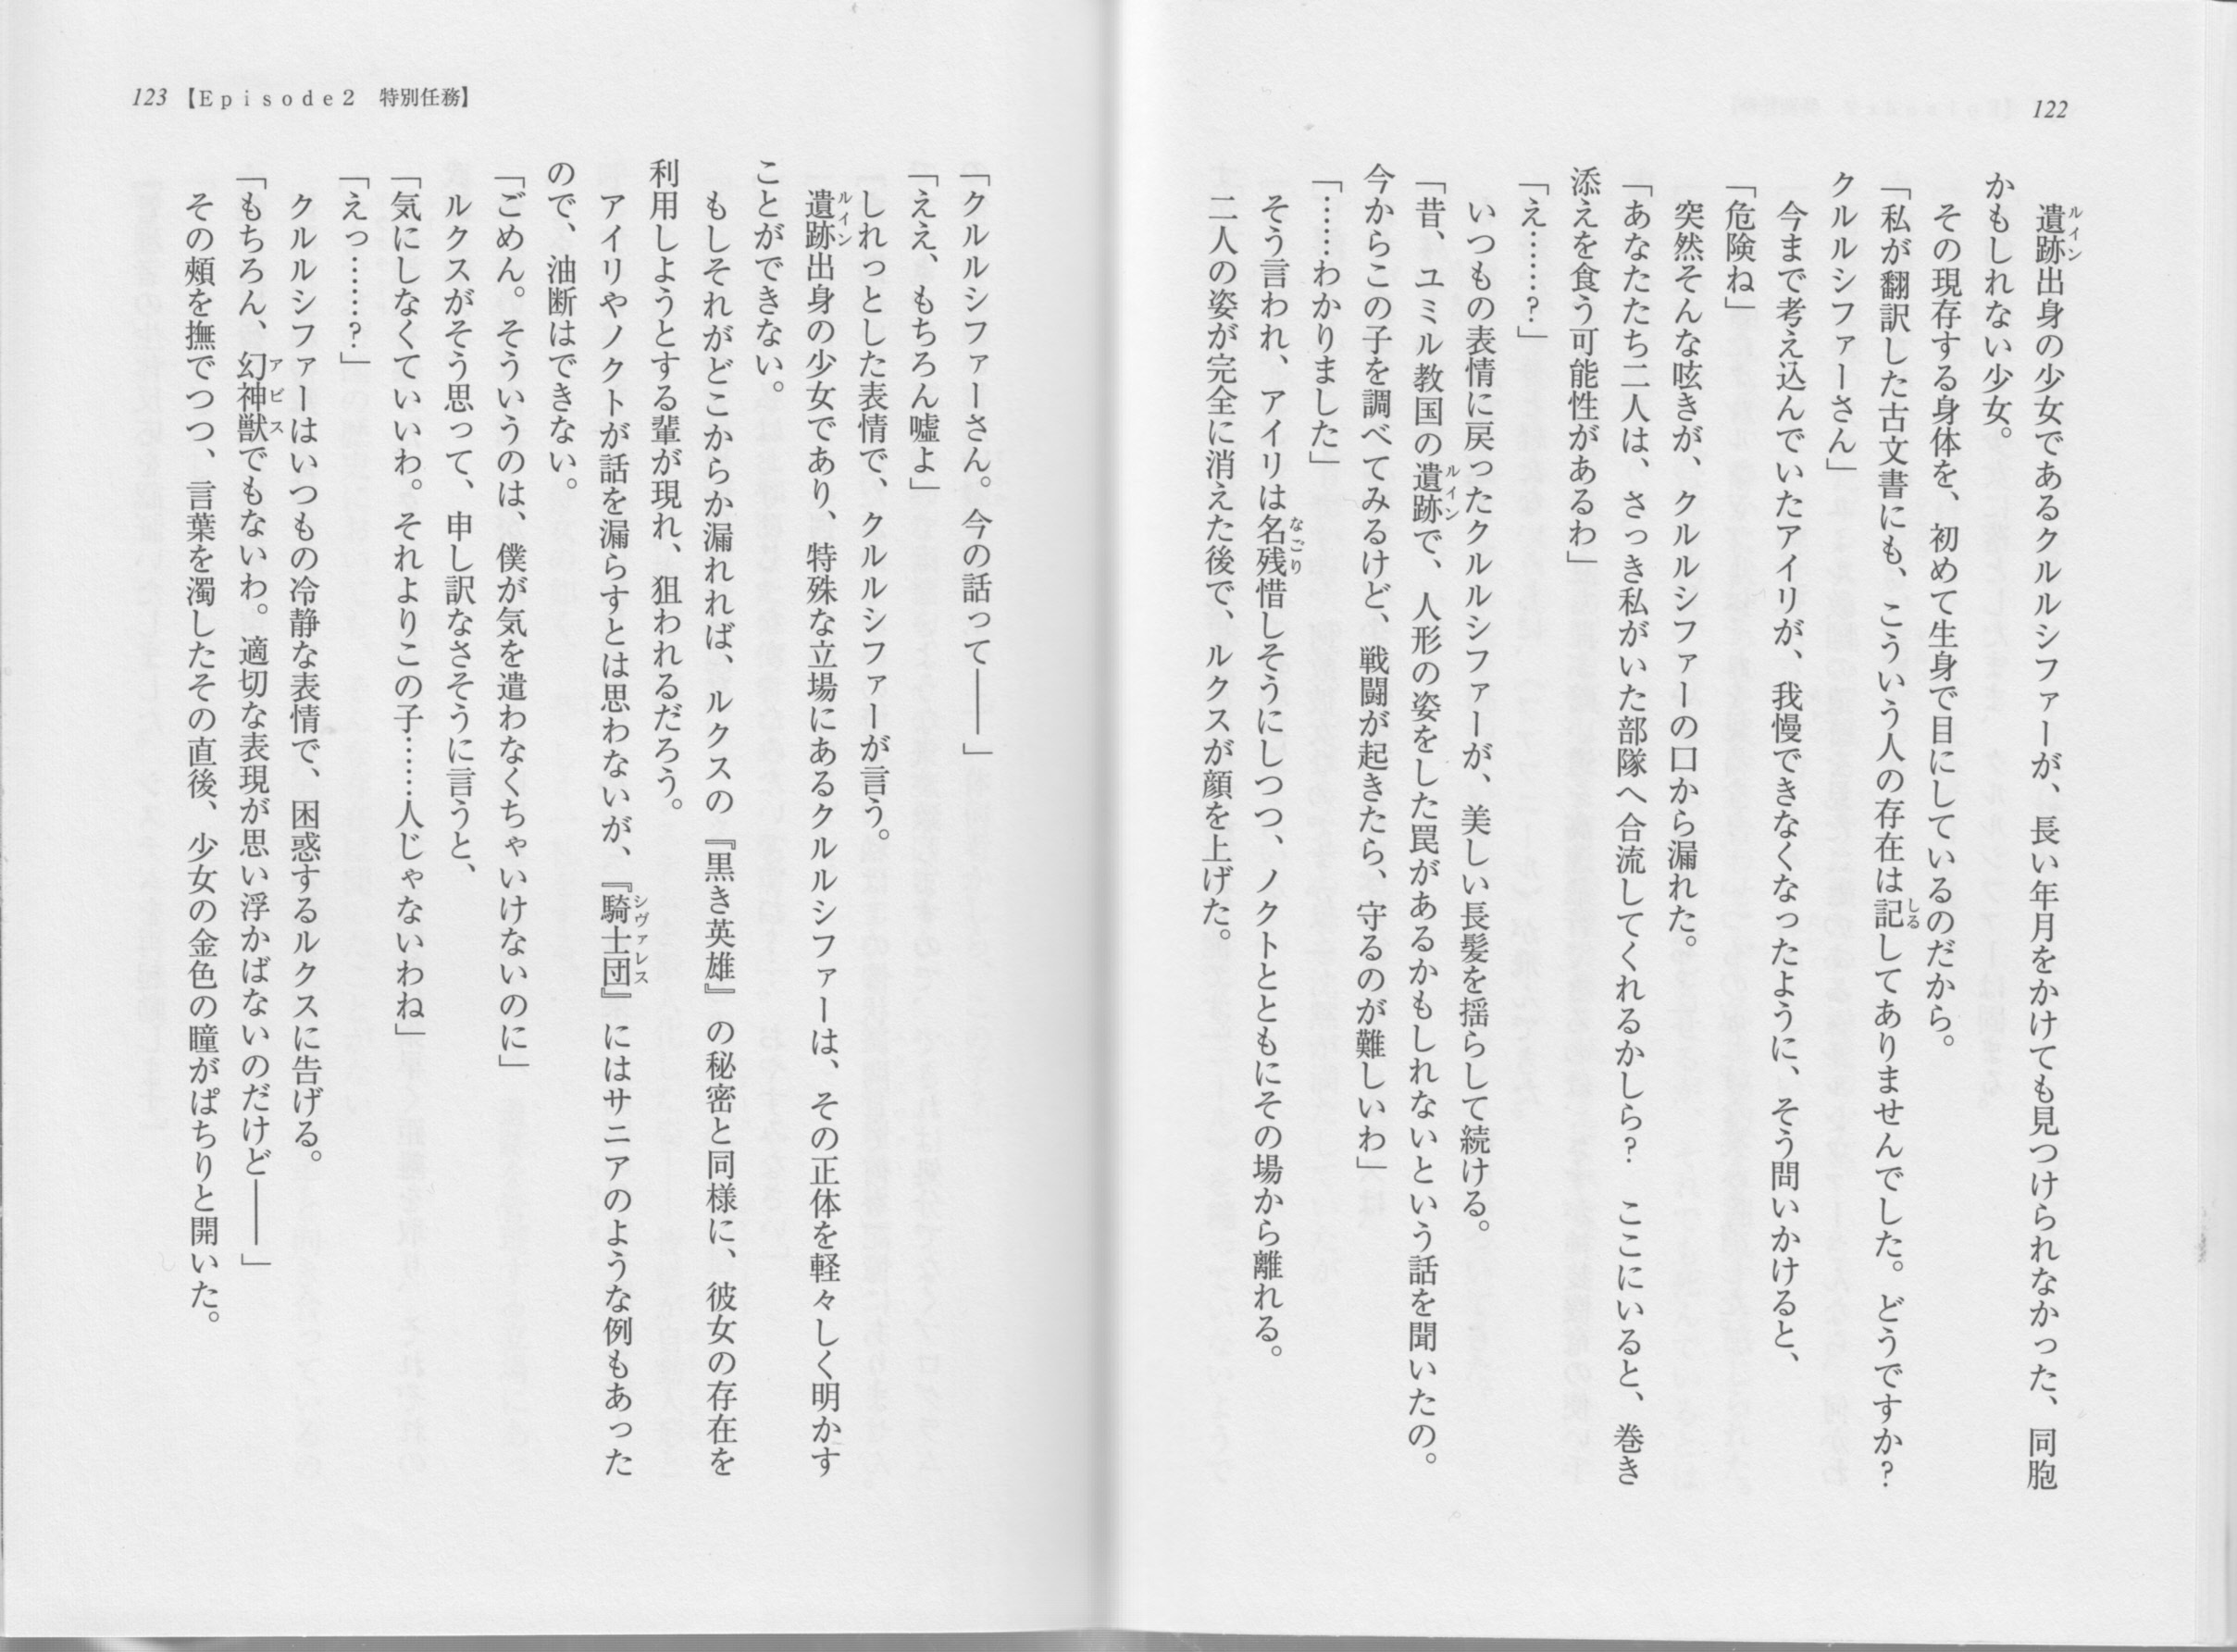 122
遺跡出身の少女であるクルルシファーが、長い年月をかけても見つけられなかった、同胞
かもしれない少女。
その現存する身体を、初めて生身で目にしているのだから。
「私が翻訳した古文書にも、こういう人の存在は記してありませんでした。どうですか?
クルルシファーさん」
今まで考え込んでいたアイリが、我慢できなくなったように、そう問いかけると、
「危険ね」
突然そんな呟きが、クルルシファーの口から漏れた。
「あなたたち二人は、さっき私がいた部隊へ合流してくれるかしら? ここにいると、巻き
添えを食う可能性があるわ」
「え……?」
いつもの表情に戻ったクルルシファーが、美しい長髪を揺らして続ける。
「昔、ユミル教国の遺跡で、人形の姿をした罠があるかもしれないという話を聞いたの。
今からこの子を調べてみるけど、戦闘が起きたら、守るのが難しいわ」
「……わかりました」
そう言われ、アイリは名残惜しそうにしつつ、ノクトとともにその場から離れる。
二人の姿が完全に消えた後で、ルクスが顔を上げた。
123 【Episode2 特別任務】
「クルルシファーさん。今の話って――」
「ええ、もちろん嘘よ」
しれっとした表情で、クルルシファーが言う。
遺跡出身の少女であり、特殊な立場にあるクルルシファーは、その正体を軽々しく明かす
ことができない。
もしそれがどこからか漏れれば、ルクスの『黒き英雄』の秘密と同様に、彼女の存在を
利用しようとする輩が現れ、狙われるだろう。
アイリやノクトが話を漏らすとは思わないが、『騎士団』にはサニアのような例もあった
ので、油断はできない。
「ごめん。そういうのは、僕が気を遣わなくちゃいけないのに」
ルクスがそう思って、申し訳なさそうに言うと、
「気にしなくていいわ。それよりこの子……人じゃないわね」
「えっ……?」
クルルシファーはいつもの冷静な表情で、困惑するルクスに告げる。
「もちろん、幻神獣でもないわ。適切な表現が思い浮かばないのだけど――」
その頬を撫でつつ、言葉を濁したその直後、少女の金色の瞳がぱちりと開いた。